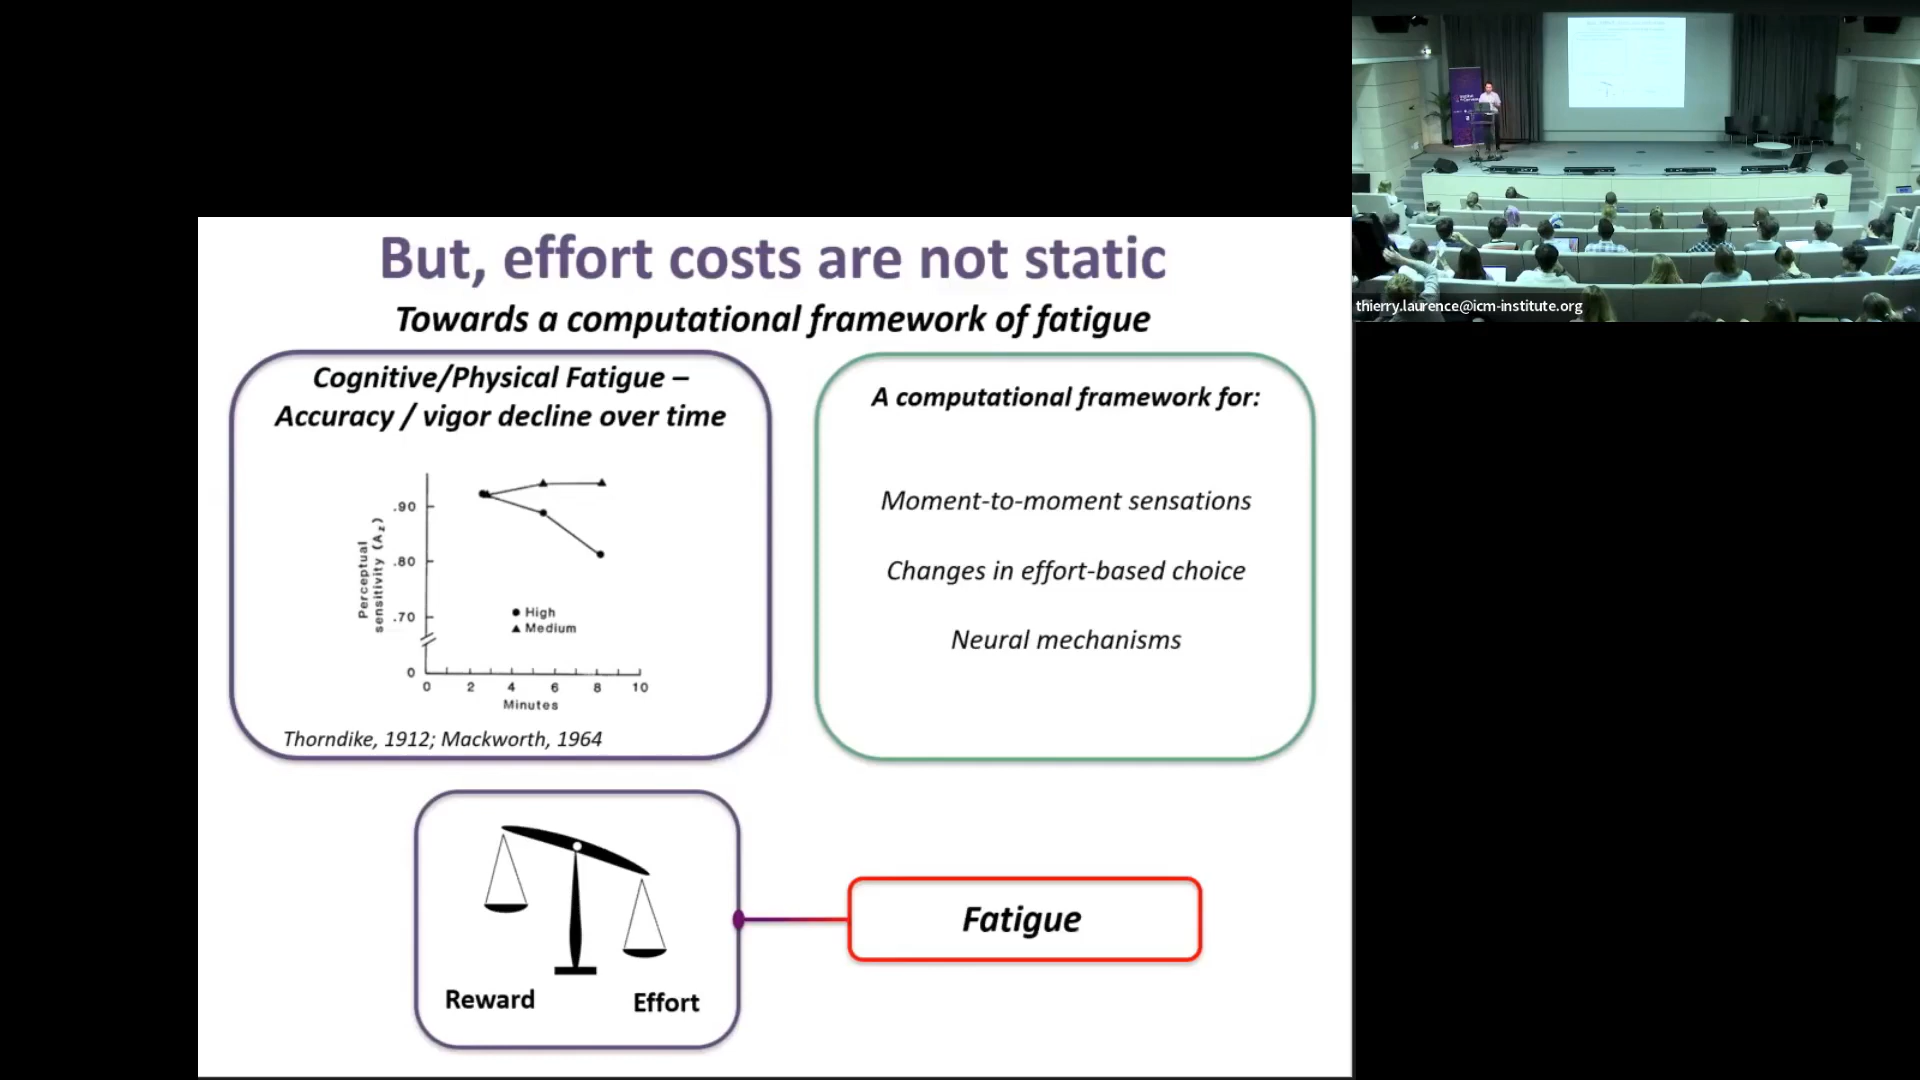 But, effort costs are not static
Towards a computational framework of fatigue
Cognitive/Physical Fatigue –
Accuracy / vigor decline over time
Perceptual
sensitivity (Az)
.90
.80
.70
0
High
Medium
0 2 4 6 8 10
Minutes
Thorndike, 1912; Mackworth, 1964
A computational framework for:
Moment-to-moment sensations
Changes in effort-based choice
Neural mechanisms
Reward
Effort
Fatigue
thierry.laurence@icm-institute.org